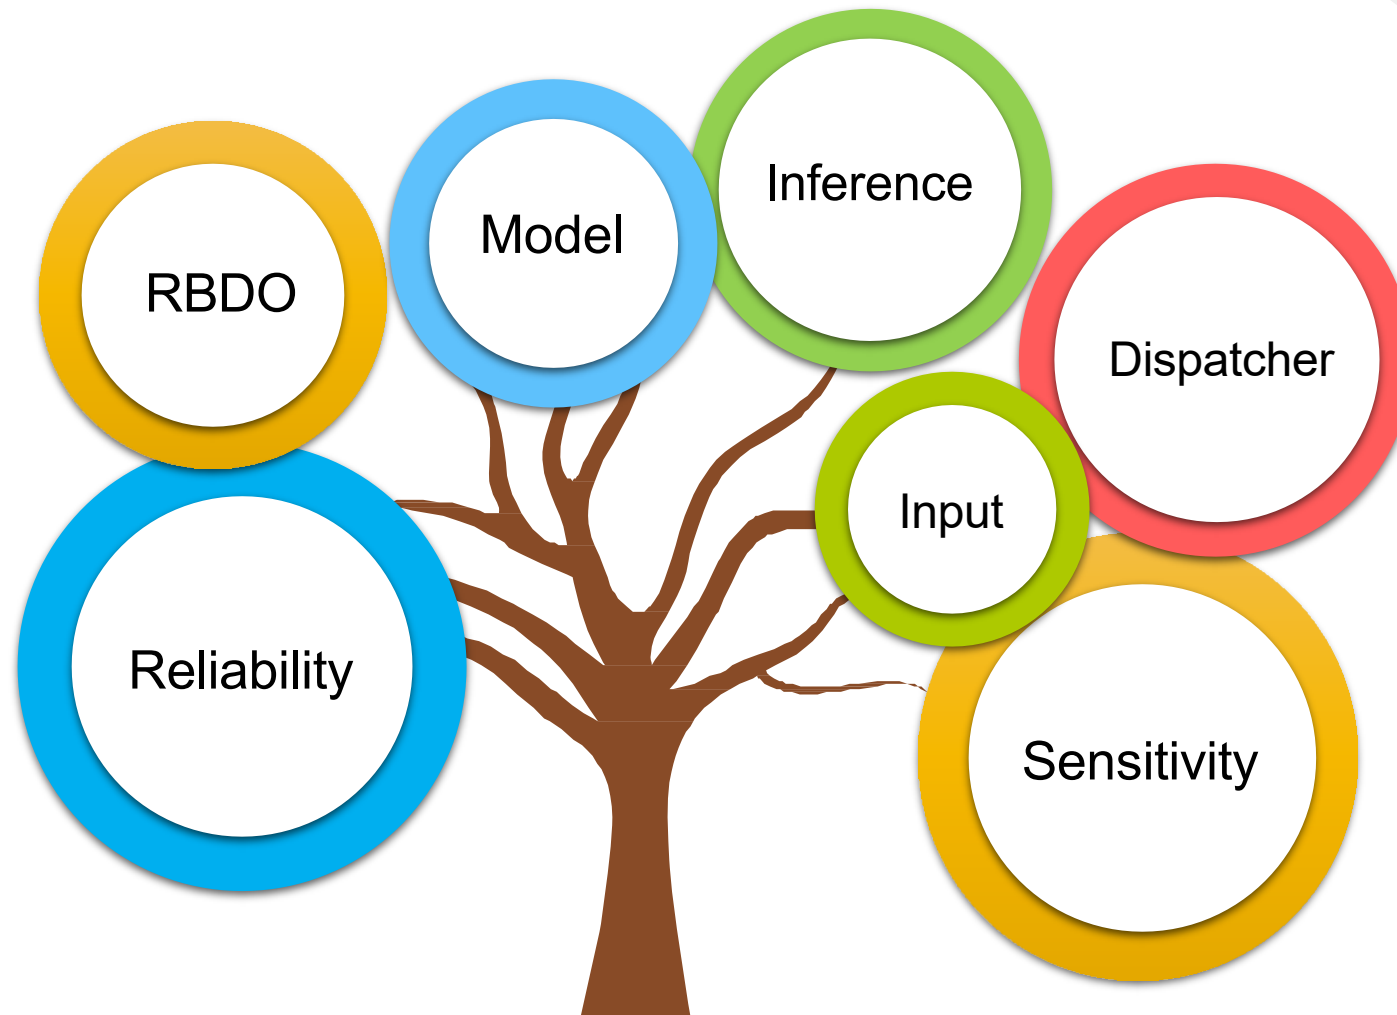 RBDO
Model
Inference
Dispatcher
Input
Reliability
Sensitivity